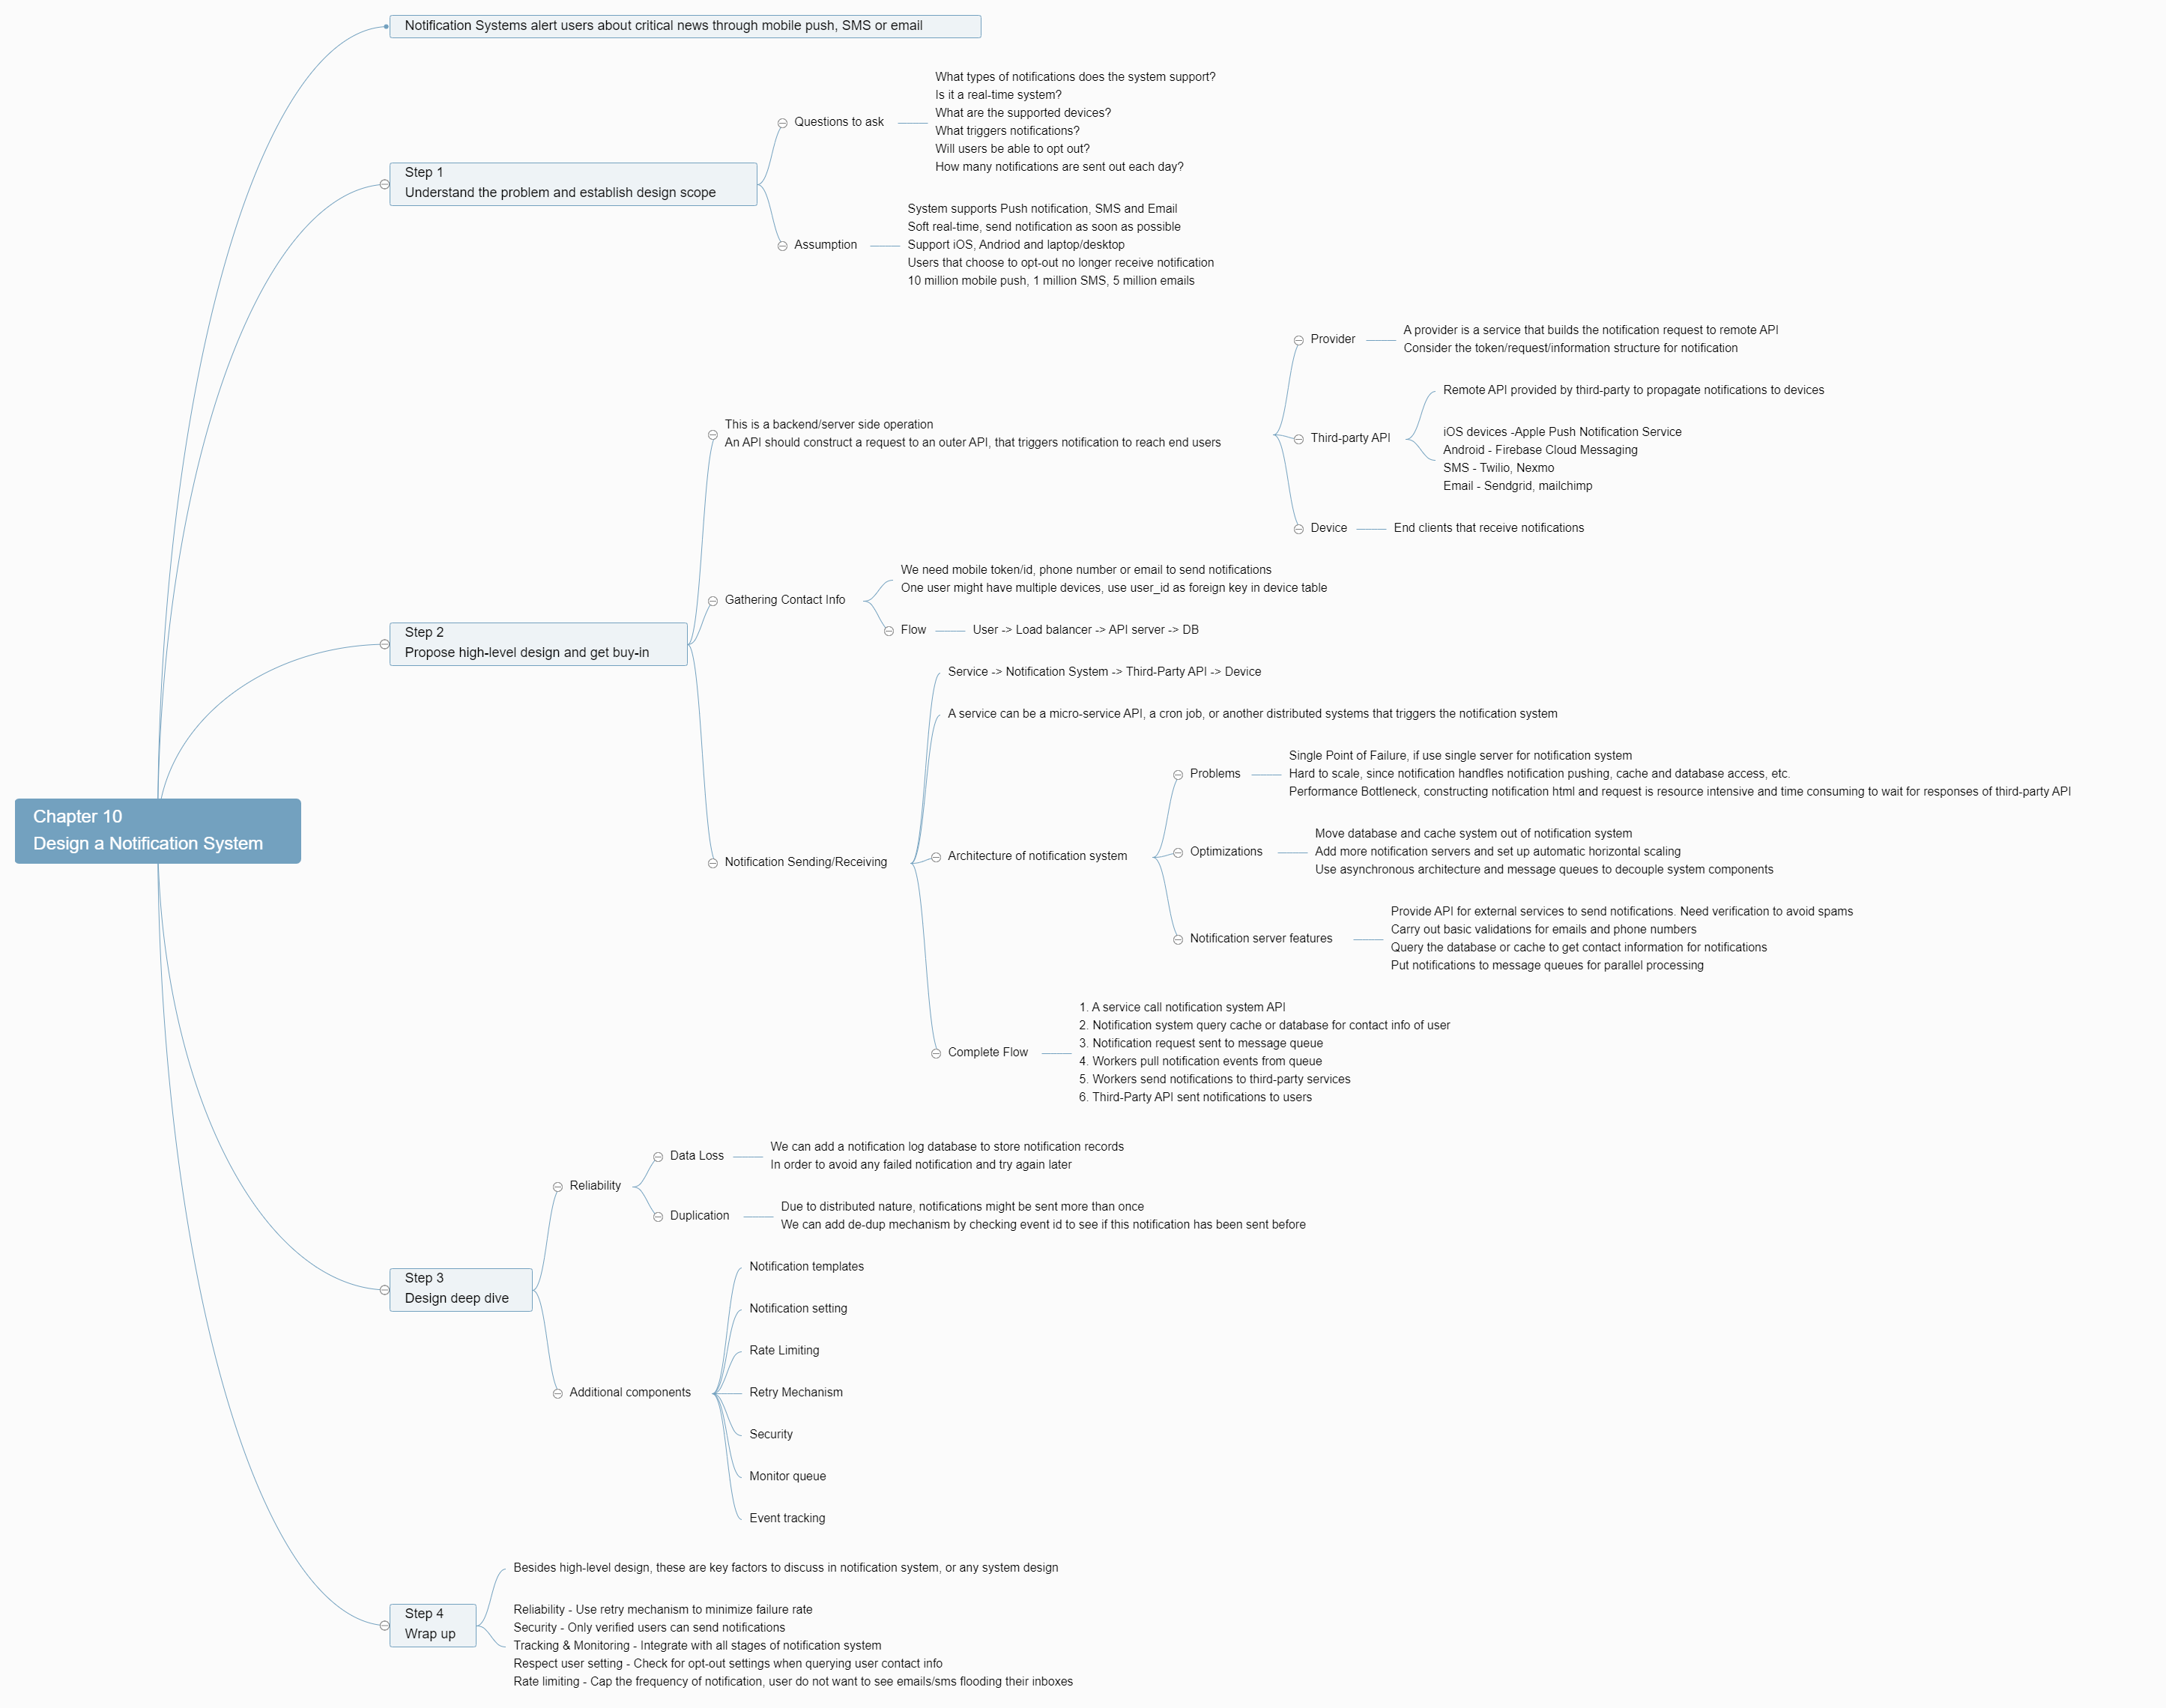 Notification Systems alert users about critical news through mobile push, SMS or email
What types of notifications does the system support?
Is it a real-time system?
What are the supported devices?
Questions to ask
What triggers notifications?
Will users be able to opt out?
How many notifications are sent out each day?
Step 1
Understand the problem and establish design scope
System supports Push notification, SMS and Email
Soft real-time, send notification as soon as possible
Assumption
Support iOS, Andriod and laptop/desktop
Users that choose to opt-out no longer receive notification
10 million mobile push, 1 million SMS, 5 million emails
Provider
A provider is a service that builds the notification request to remote API
Consider the token/request/information structure for notification
Remote API provided by third-party to propagate notifications to devices
This is a backend/server side operation
An API should construct a request to an outer API, that triggers notification to reach end users
Third-party API
iOS devices -Apple Push Notification Service
Android - Firebase Cloud Messaging
SMS - Twilio, Nexmo
Email - Sendgrid, mailchimp
Device
End clients that receive notifications
We need mobile token/id, phone number or email to send notifications
One user might have multiple devices, use user_id as foreign key in device table
Gathering Contact Info
Flow
User -> Load balancer -> API server -> DB
Step 2
Propose high-level design and get buy-in
Service -> Notification System -> Third-Party API -> Device
A service can be a micro-service API, a cron job, or another distributed systems that triggers the notification system
Problems
Single Point of Failure, if use single server for notification system
Hard to scale, since notification handfles notification pushing, cache and database access, etc.
Performance Bottleneck, constructing notification html and request is resource intensive and time consuming to wait for responses of third-party API
Chapter 10
Design a Notification System
Notification Sending/Receiving
Architecture of notification system
Optimizations
Move database and cache system out of notification system
Add more notification servers and set up automatic horizontal scaling
Use asynchronous architecture and message queues to decouple system components
Notification server features
Provide API for external services to send notifications. Need verification to avoid spams
Carry out basic validations for emails and phone numbers
Query the database or cache to get contact information for notifications
Put notifications to message queues for parallel processing
Complete Flow
1. A service call notification system API
2. Notification system query cache or database for contact info of user
3. Notification request sent to message queue
4. Workers pull notification events from queue
5. Workers send notifications to third-party services
6. Third-Party API sent notifications to users
Reliability
Data Loss
We can add a notification log database to store notification records
In order to avoid any failed notification and try again later
Duplication
Due to distributed nature, notifications might be sent more than once
We can add de-dup mechanism by checking event id to see if this notification has been sent before
Step 3
Design deep dive
Additional components
Notification templates
Notification setting
Rate Limiting
Retry Mechanism
Security
Monitor queue
Event tracking
Step 4
Wrap up
Besides high-level design, these are key factors to discuss in notification system, or any system design
Reliability - Use retry mechanism to minimize failure rate
Security - Only verified users can send notifications
Tracking & Monitoring - Integrate with all stages of notification system
Respect user setting - Check for opt-out settings when querying user contact info
Rate limiting - Cap the frequency of notification, user do not want to see emails/sms flooding their inboxes